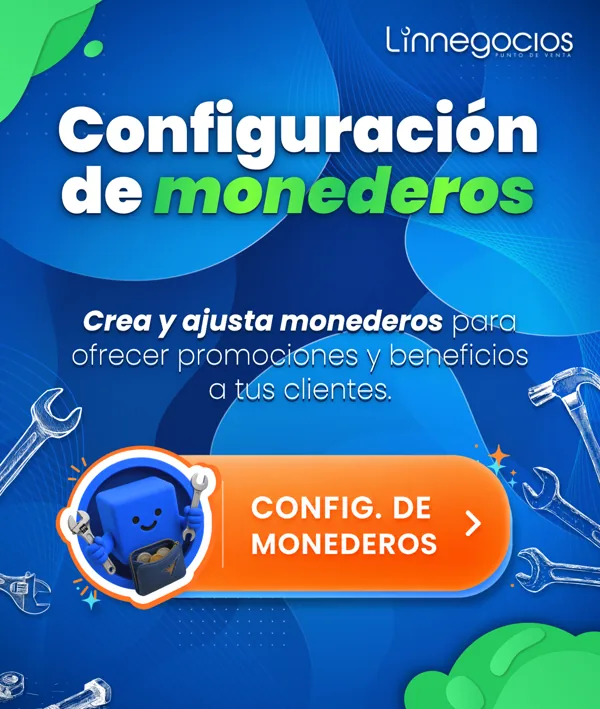 Linnegocios
PUNTO DE VENTA
Configuración
de monederos
Crea y ajusta monederos para
ofrecer promociones y beneficios
a tus clientes.
CONFIG. DE
MONEDEROS